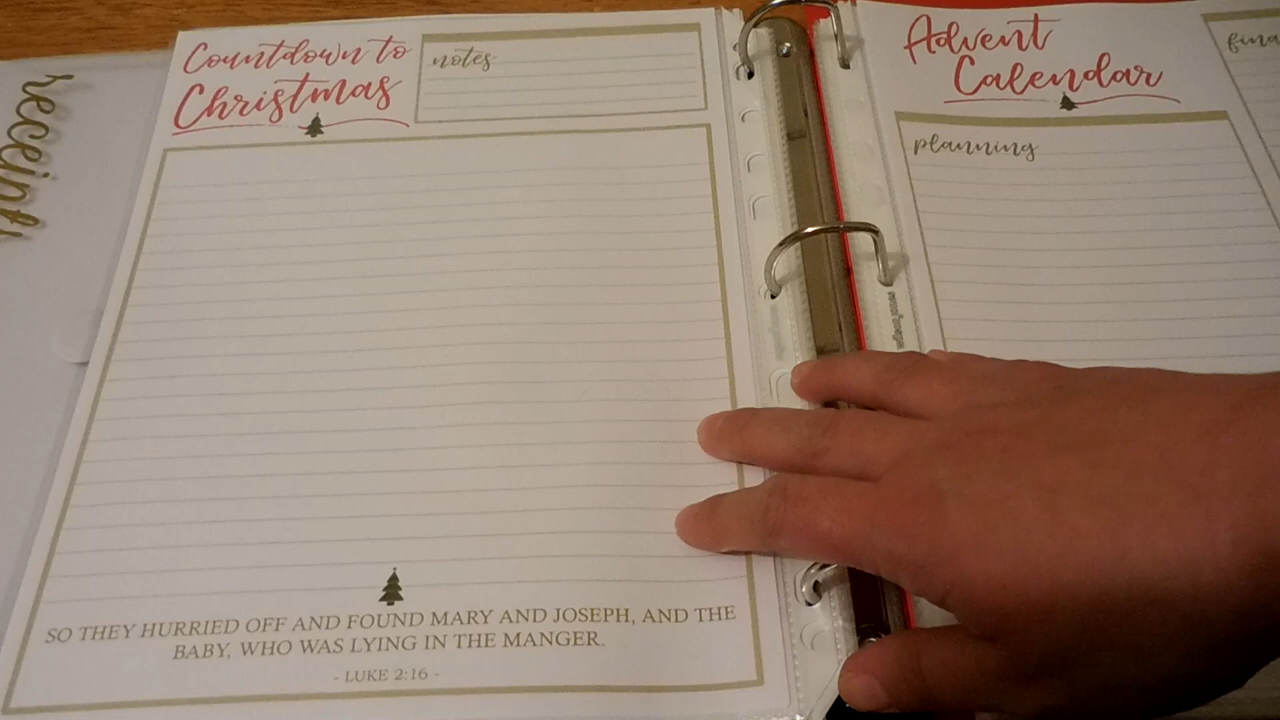 receipts
Countdown to
Christmas
notes
SO THEY HURRIED OFF AND FOUND MARY AND JOSEPH, AND THE
BABY, WHO WAS LYING IN THE MANGER.
- LUKE 2:16 -
Advent
Calendar
planning